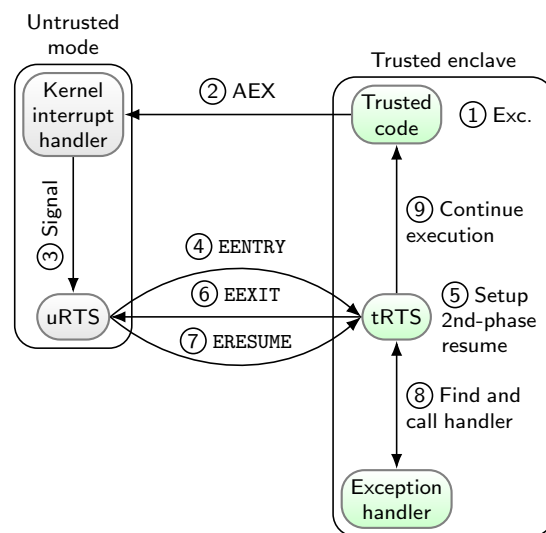 Untrusted
mode
Trusted enclave
Kernel
interrupt
handler
② AEX
Trusted
code
① Exc.
③ Signal
④ EENTRY
⑨ Continue
execution
uRTS
⑥ EEXIT
tRTS
⑤ Setup
2nd-phase
resume
⑦ ERESUME
⑧ Find and
call handler
Exception
handler